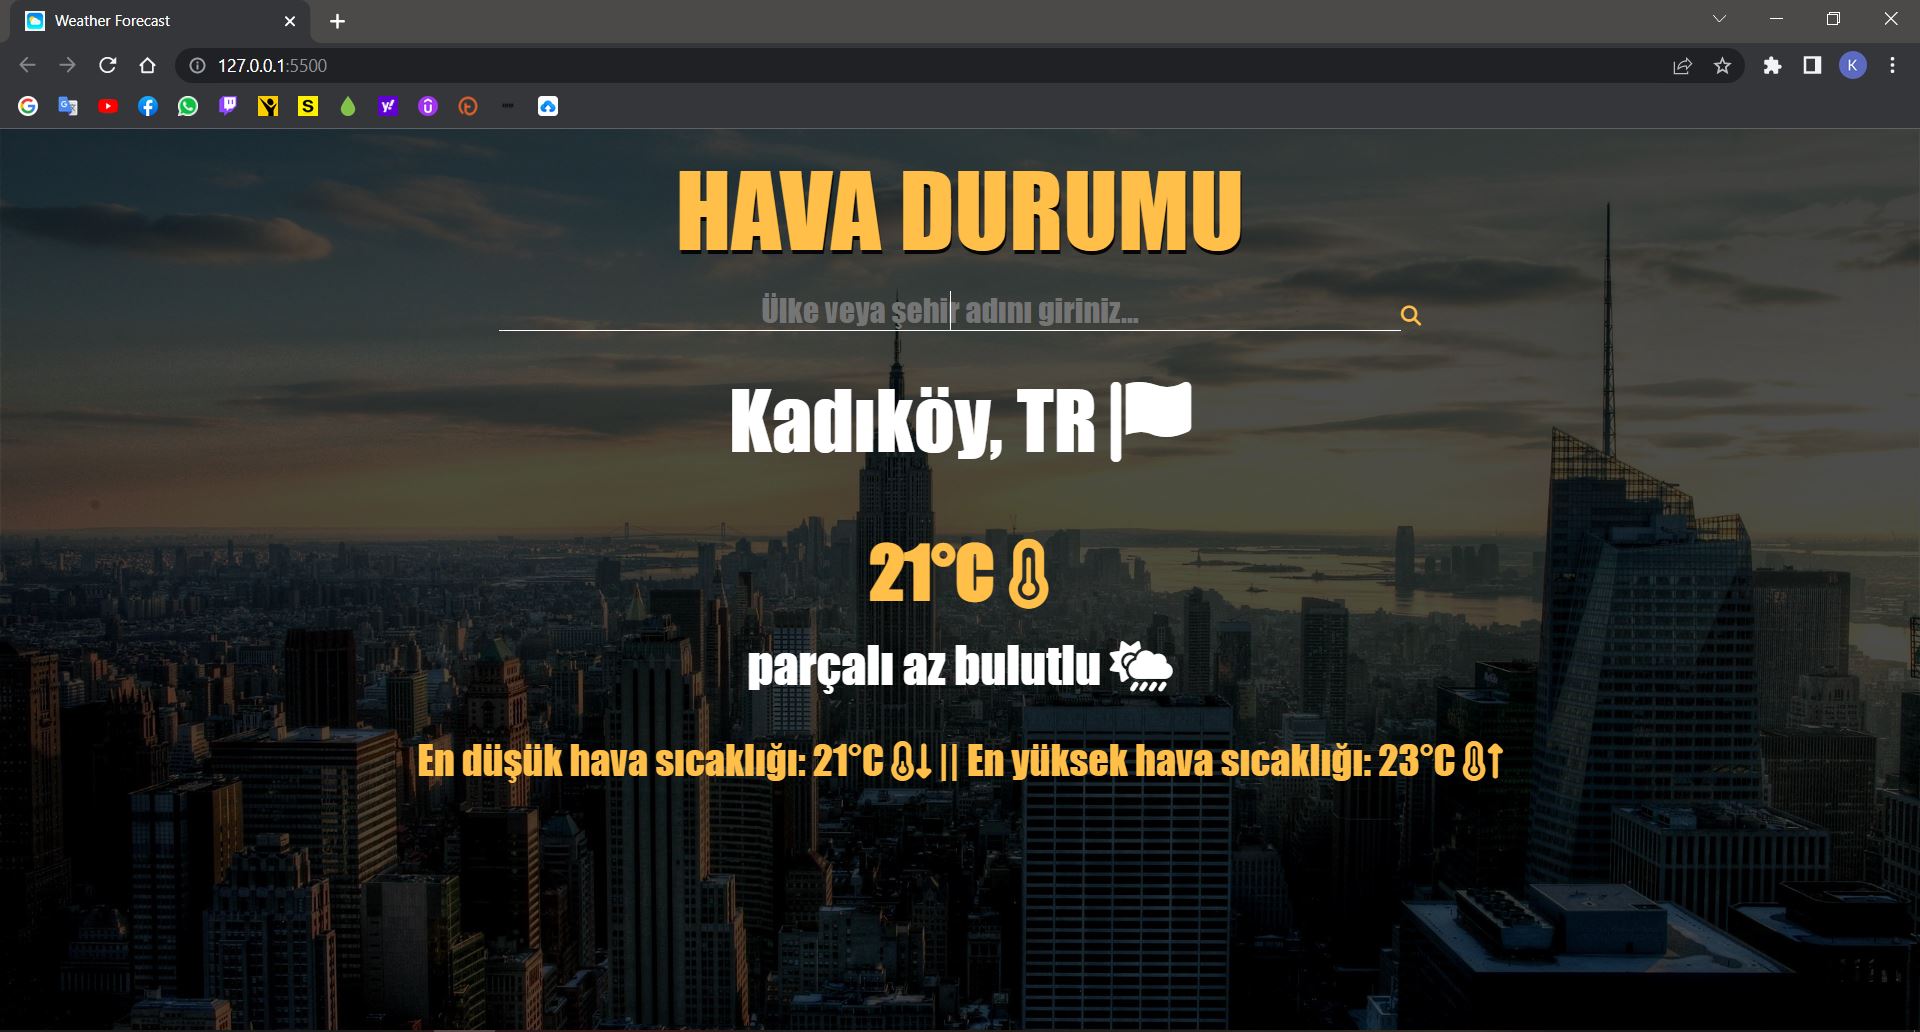 Weather Forecast
127.0.0.1:5500
K
HAVA DURUMU
Ülke veya şehir adını giriniz...
Kadıköy, TR
21°C
parçalı az bulutlu
En düşük hava sıcaklığı: 21°C || En yüksek hava sıcaklığı: 23°C